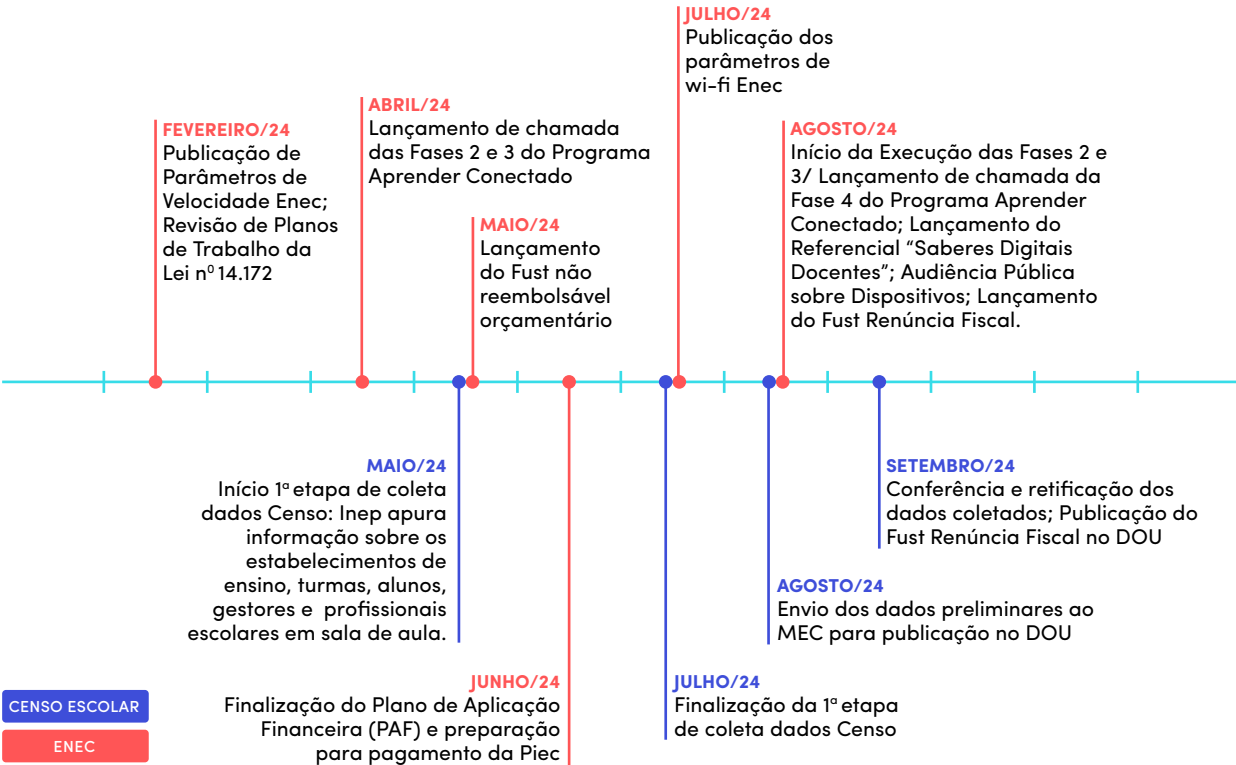 JULHO/24
Publicação dos
parâmetros de
wi-fi Enec
ABRIL/24
Lançamento de chamada
das Fases 2 e 3 do Programa
Aprender Conectado
FEVEREIRO/24
Publicação de
Parâmetros de
Velocidade Enec;
Revisão de Planos
de Trabalho da
Lei nº 14.172
AGOSTO/24
Início da Execução das Fases 2 e
3/ Lançamento de chamada da
Fase 4 do Programa Aprender
Conectado; Lançamento do
Referencial “Saberes Digitais
Docentes”; Audiência Pública
sobre Dispositivos; Lançamento
do Fust Renúncia Fiscal.
MAIO/24
Lançamento
do Fust não
reembolsável
orçamentário
MAIO/24
Início 1ª etapa de coleta
dados Censo: Inep apura
informação sobre os
estabelecimentos de
ensino, turmas, alunos,
gestores e profissionais
escolares em sala de aula.
SETEMBRO/24
Conferência e retificação dos
dados coletados; Publicação do
Fust Renúncia Fiscal no DOU
AGOSTO/24
Envio dos dados preliminares ao
MEC para publicação no DOU
JUNHO/24
Finalização do Plano de Aplicação
Financeira (PAF) e preparação
para pagamento da Piec
JULHO/24
Finalização da 1ª etapa
de coleta dados Censo
CENSO ESCOLAR
ENEC